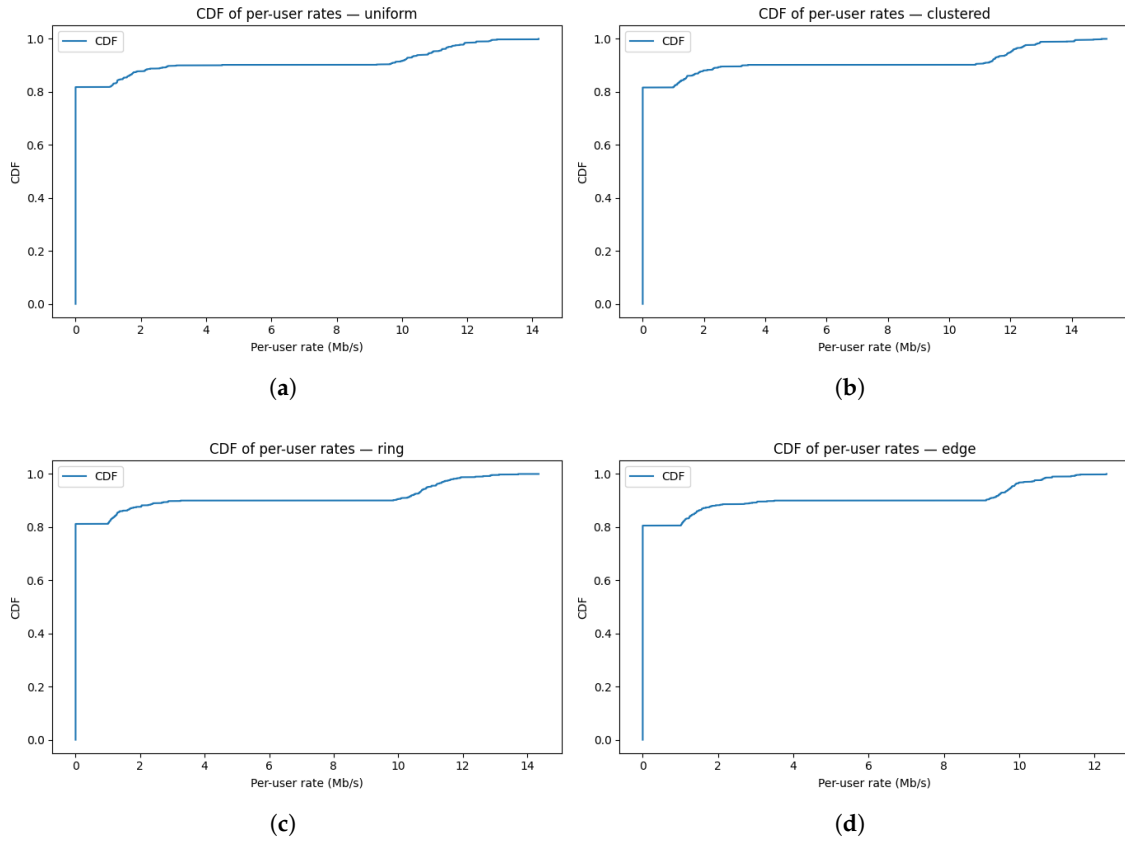 CDF of per-user rates — uniform
CDF
1.0
0.8
0.6
0.4
0.2
0.0
CDF
0 2 4 6 8 10 12 14
Per-user rate (Mb/s)
(a)
CDF of per-user rates — clustered
CDF
1.0
0.8
0.6
0.4
0.2
0.0
CDF
0 2 4 6 8 10 12 14
Per-user rate (Mb/s)
(b)
CDF of per-user rates — ring
CDF
1.0
0.8
0.6
0.4
0.2
0.0
CDF
0 2 4 6 8 10 12 14
Per-user rate (Mb/s)
(c)
CDF of per-user rates — edge
CDF
1.0
0.8
0.6
0.4
0.2
0.0
CDF
0 2 4 6 8 10 12
Per-user rate (Mb/s)
(d)